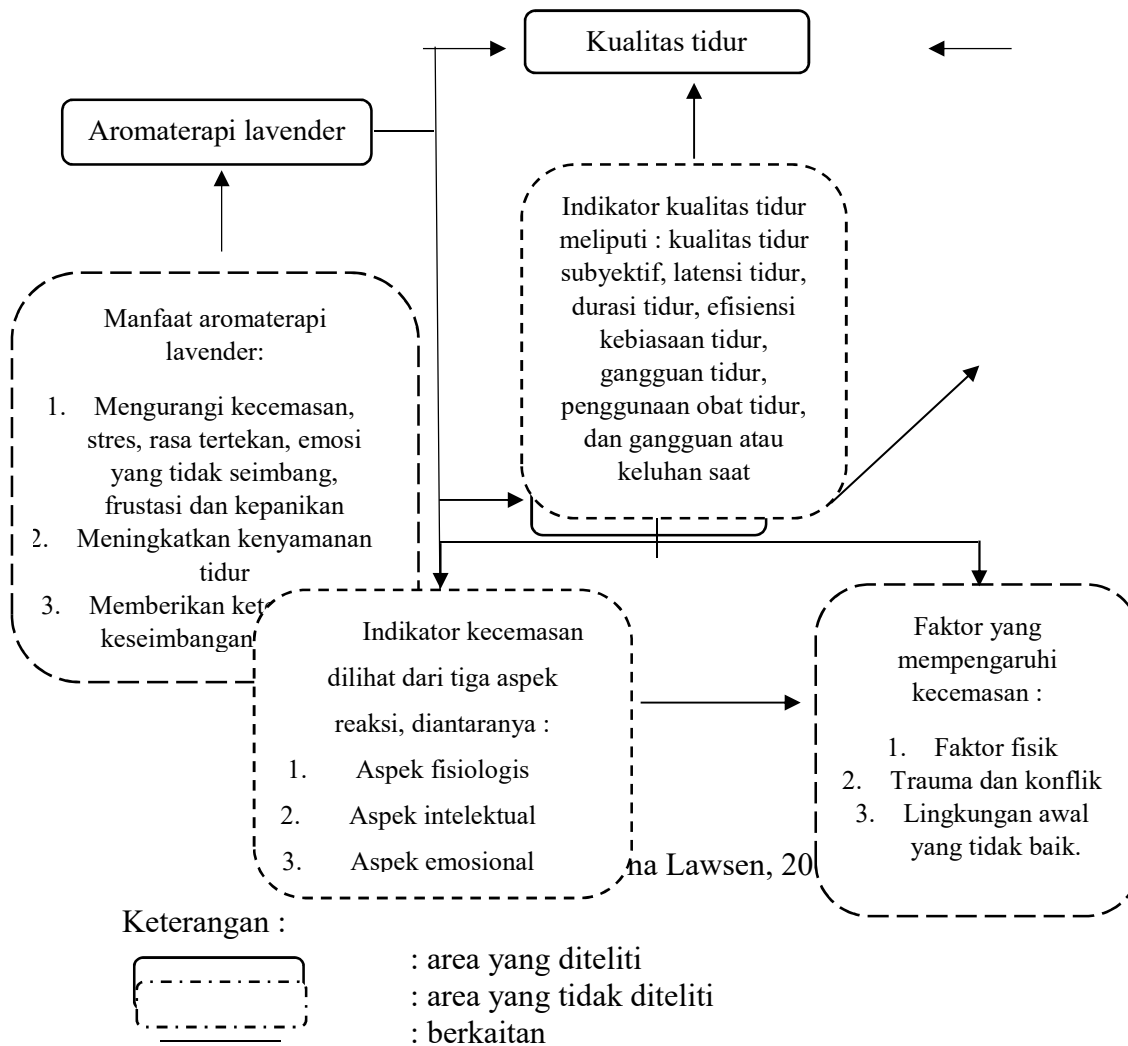 Kualitas tidur
Aromaterapi lavender
Indikator kualitas tidur
meliputi : kualitas tidur
subyektif, latensi tidur,
durasi tidur, efisiensi
kebiasaan tidur,
gangguan tidur,
penggunaan obat tidur,
dan gangguan atau
keluhan saat
Manfaat aromaterapi
lavender:
1. Mengurangi kecemasan,
stres, rasa tertekan, emosi
yang tidak seimbang,
frustasi dan kepanikan
2. Meningkatkan kenyamanan
tidur
3. Memberikan
keseimbangan
Indikator kecemasan
dilihat dari tiga aspek
reaksi, diantaranya :
1. Aspek fisiologis
2. Aspek intelektual
3. Aspek emosional
Faktor yang
mempengaruhi
kecemasan :
1. Faktor fisik
2. Trauma dan konflik
3. Lingkungan awal
yang tidak baik.
Lawsen, 20
Keterangan :
: area yang diteliti
: area yang tidak diteliti
: berkaitan